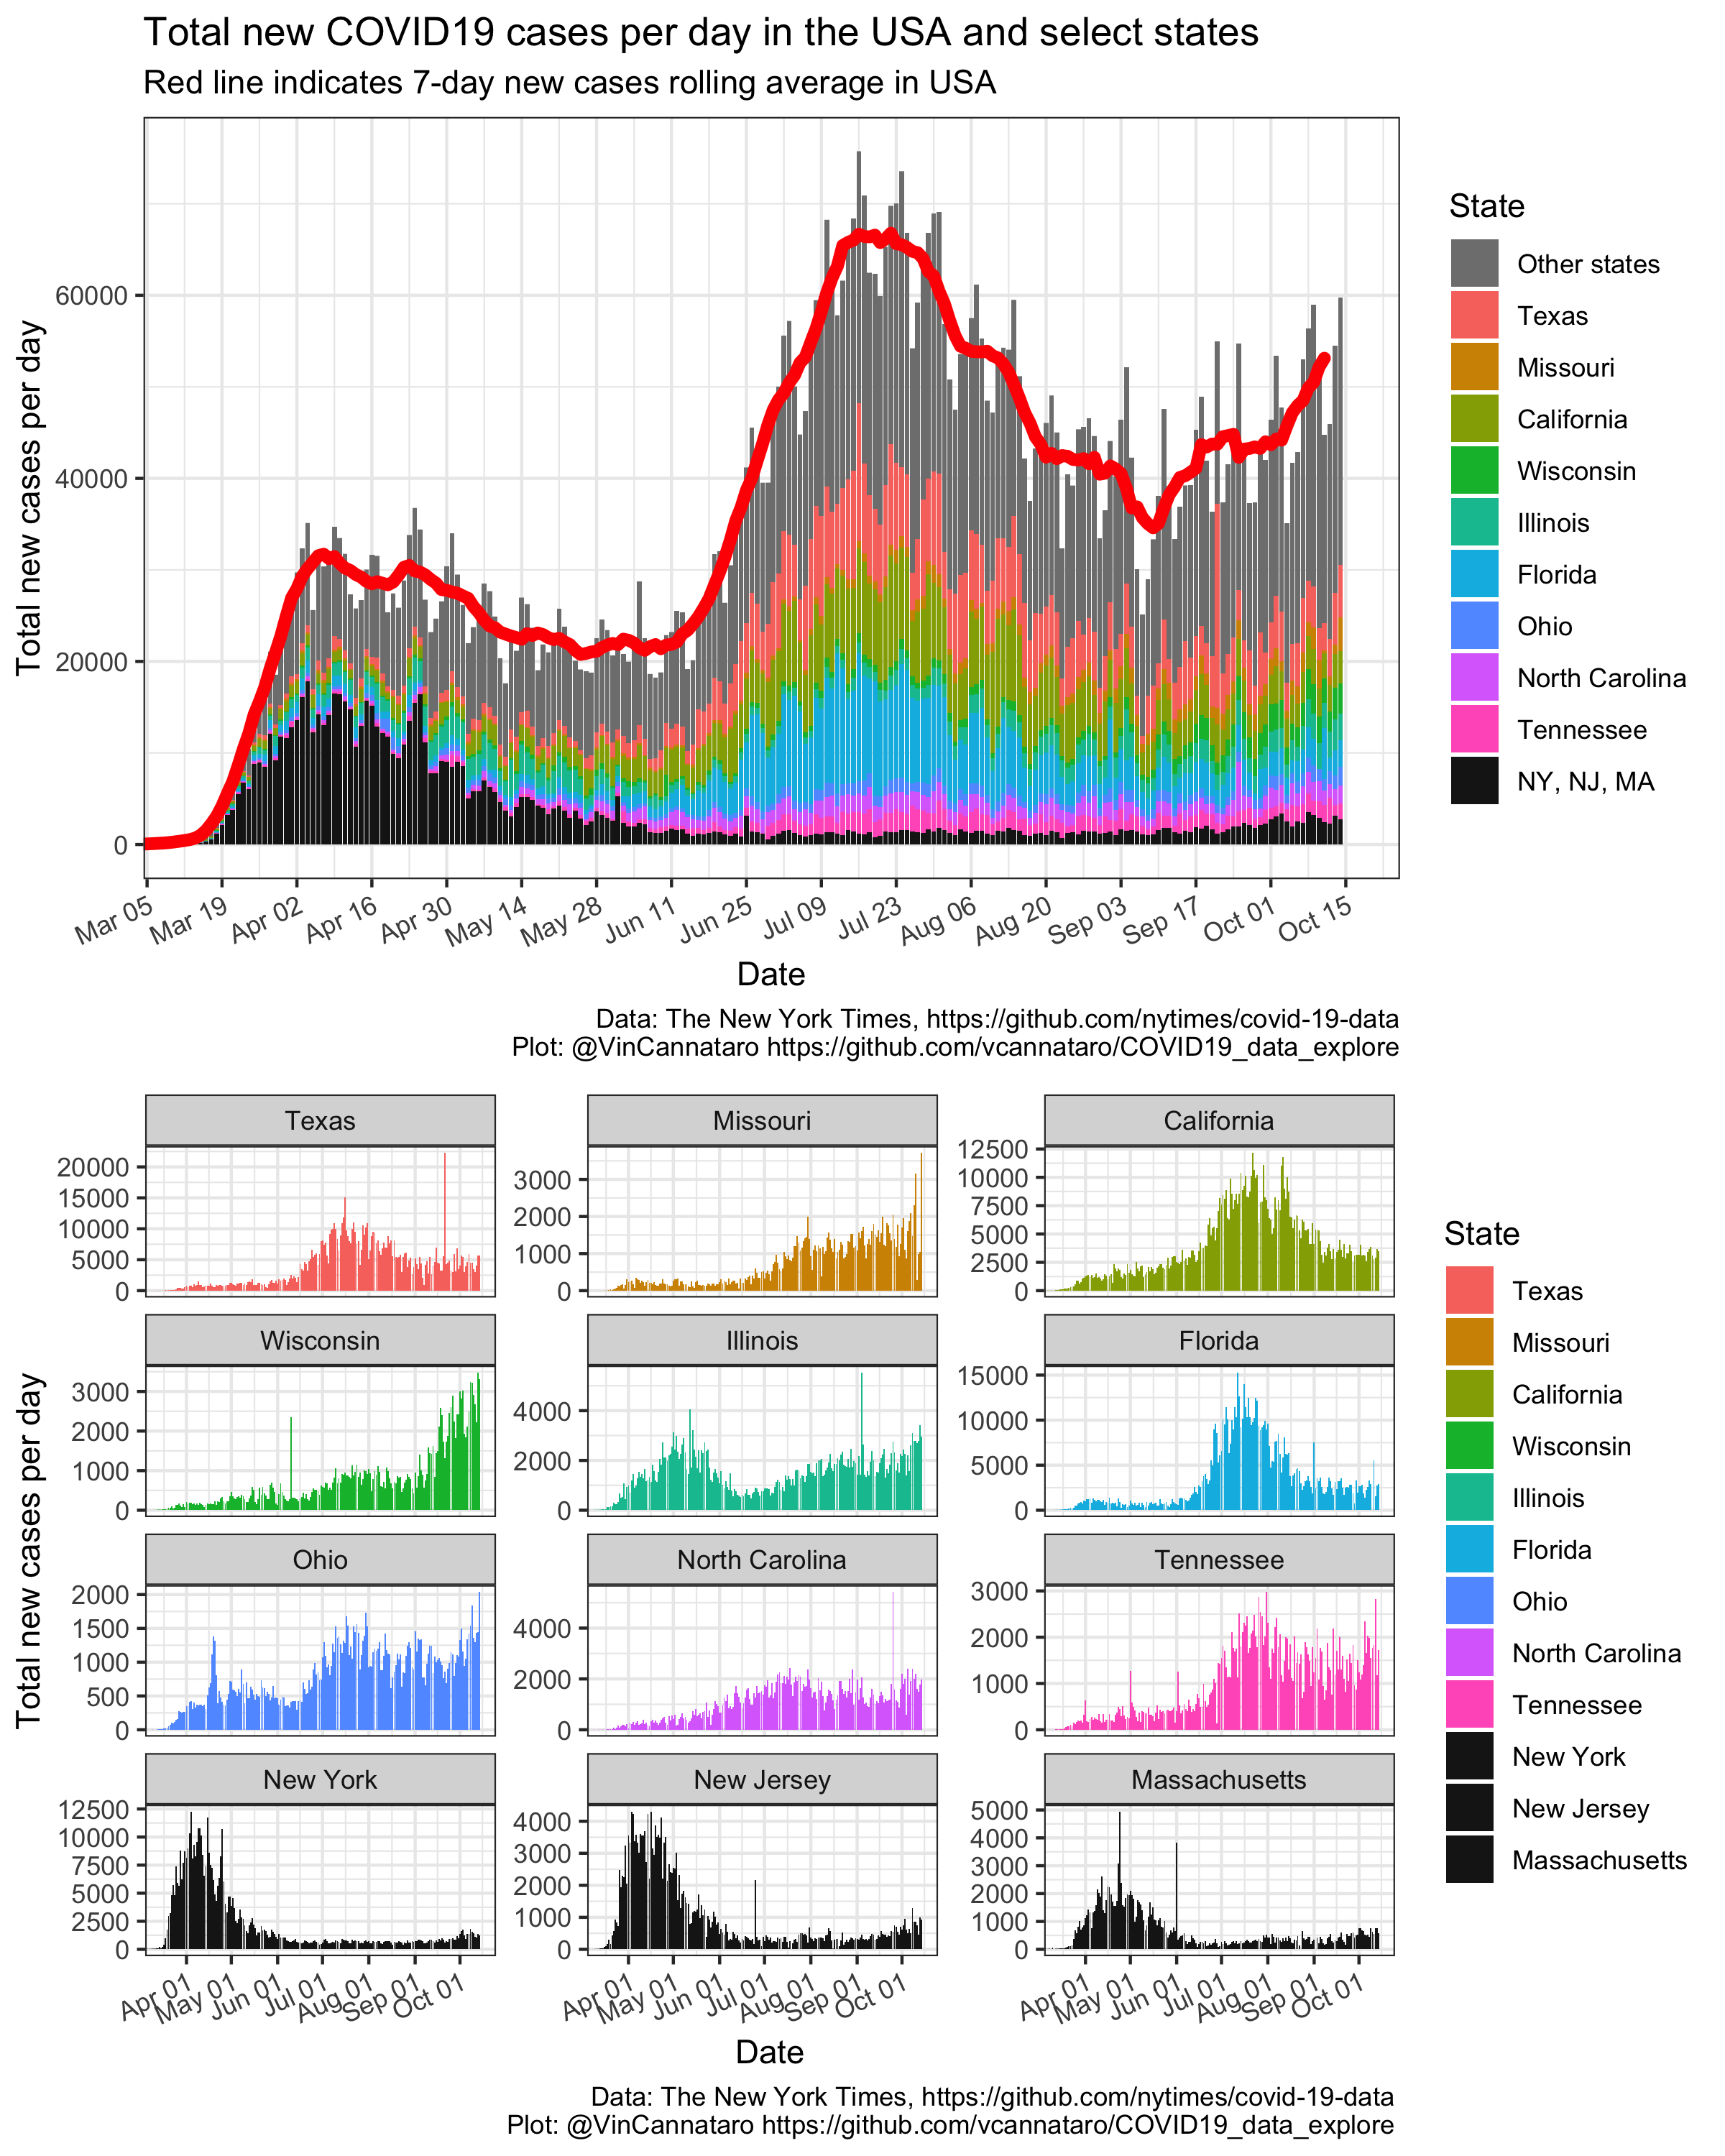 Total new COVID19 cases per day in the USA and select states
Red line indicates 7-day new cases rolling average in USA
Total new cases per day
60000
40000
20000
0
Mar 05
Mar 19
Apr 02
Apr 16
Apr 30
May 14
May 28
Jun 11
Jun 25
Jul 09
Jul 23
Aug 06
Aug 20
Sep 03
Sep 17
Oct 01
Oct 15
Date
State
Other states
Texas
Missouri
California
Wisconsin
Illinois
Florida
Ohio
North Carolina
Tennessee
NY, NJ, MA
Data: The New York Times, https://github.com/nytimes/covid-19-data
Plot: @VinCannataro https://github.com/vcannataro/COVID19_data_explore
Total new cases per day
Texas
20000
15000
10000
5000
0
Missouri
3000
2000
1000
0
California
12500
10000
7500
5000
2500
0
Wisconsin
3000
2000
1000
0
Illinois
4000
2000
0
Florida
15000
10000
5000
0
Ohio
2000
1500
1000
500
0
North Carolina
4000
2000
0
Tennessee
3000
2000
1000
0
New York
12500
10000
7500
5000
2500
0
New Jersey
4000
3000
2000
1000
0
Massachusetts
5000
4000
3000
2000
1000
0
Apr 01
May 01
Jun 01
Jul 01
Aug 01
Sep 01
Oct 01
Apr 01
May 01
Jun 01
Jul 01
Aug 01
Sep 01
Oct 01
Apr 01
May 01
Jun 01
Jul 01
Aug 01
Sep 01
Oct 01
Date
State
Texas
Missouri
California
Wisconsin
Illinois
Florida
Ohio
North Carolina
Tennessee
New York
New Jersey
Massachusetts
Data: The New York Times, https://github.com/nytimes/covid-19-data
Plot: @VinCannataro https://github.com/vcannataro/COVID19_data_explore